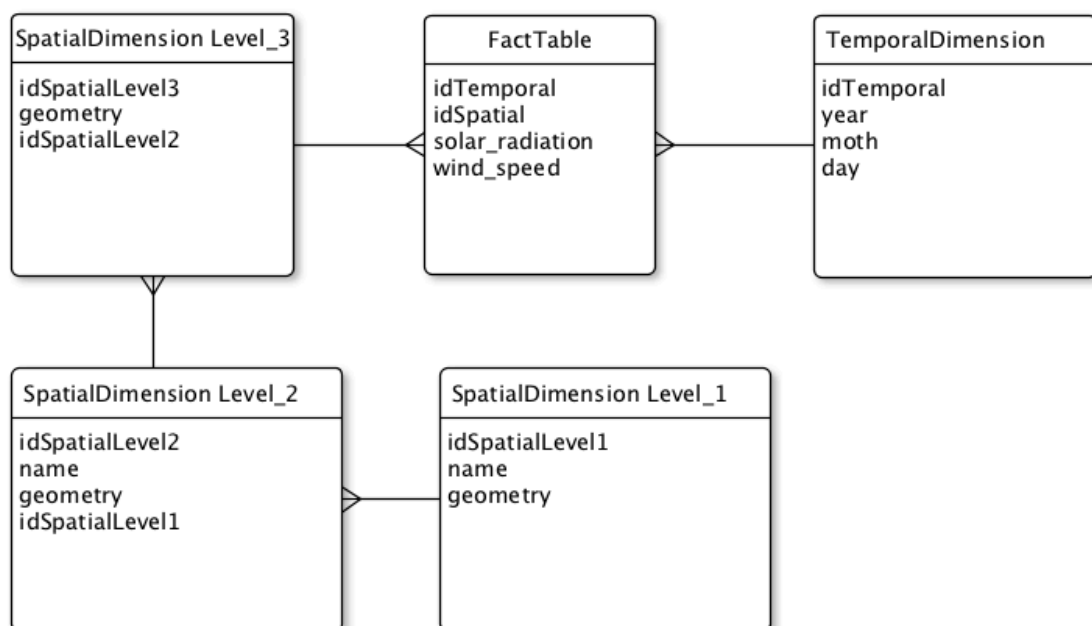 SpatialDimension Level_3
idSpatialLevel3
geometry
idSpatialLevel2
FactTable
idTemporal
idSpatial
solar_radiation
wind_speed
TemporalDimension
idTemporal
year
moth
day
SpatialDimension Level_2
idSpatialLevel2
name
geometry
idSpatialLevel1
SpatialDimension Level_1
idSpatialLevel1
name
geometry